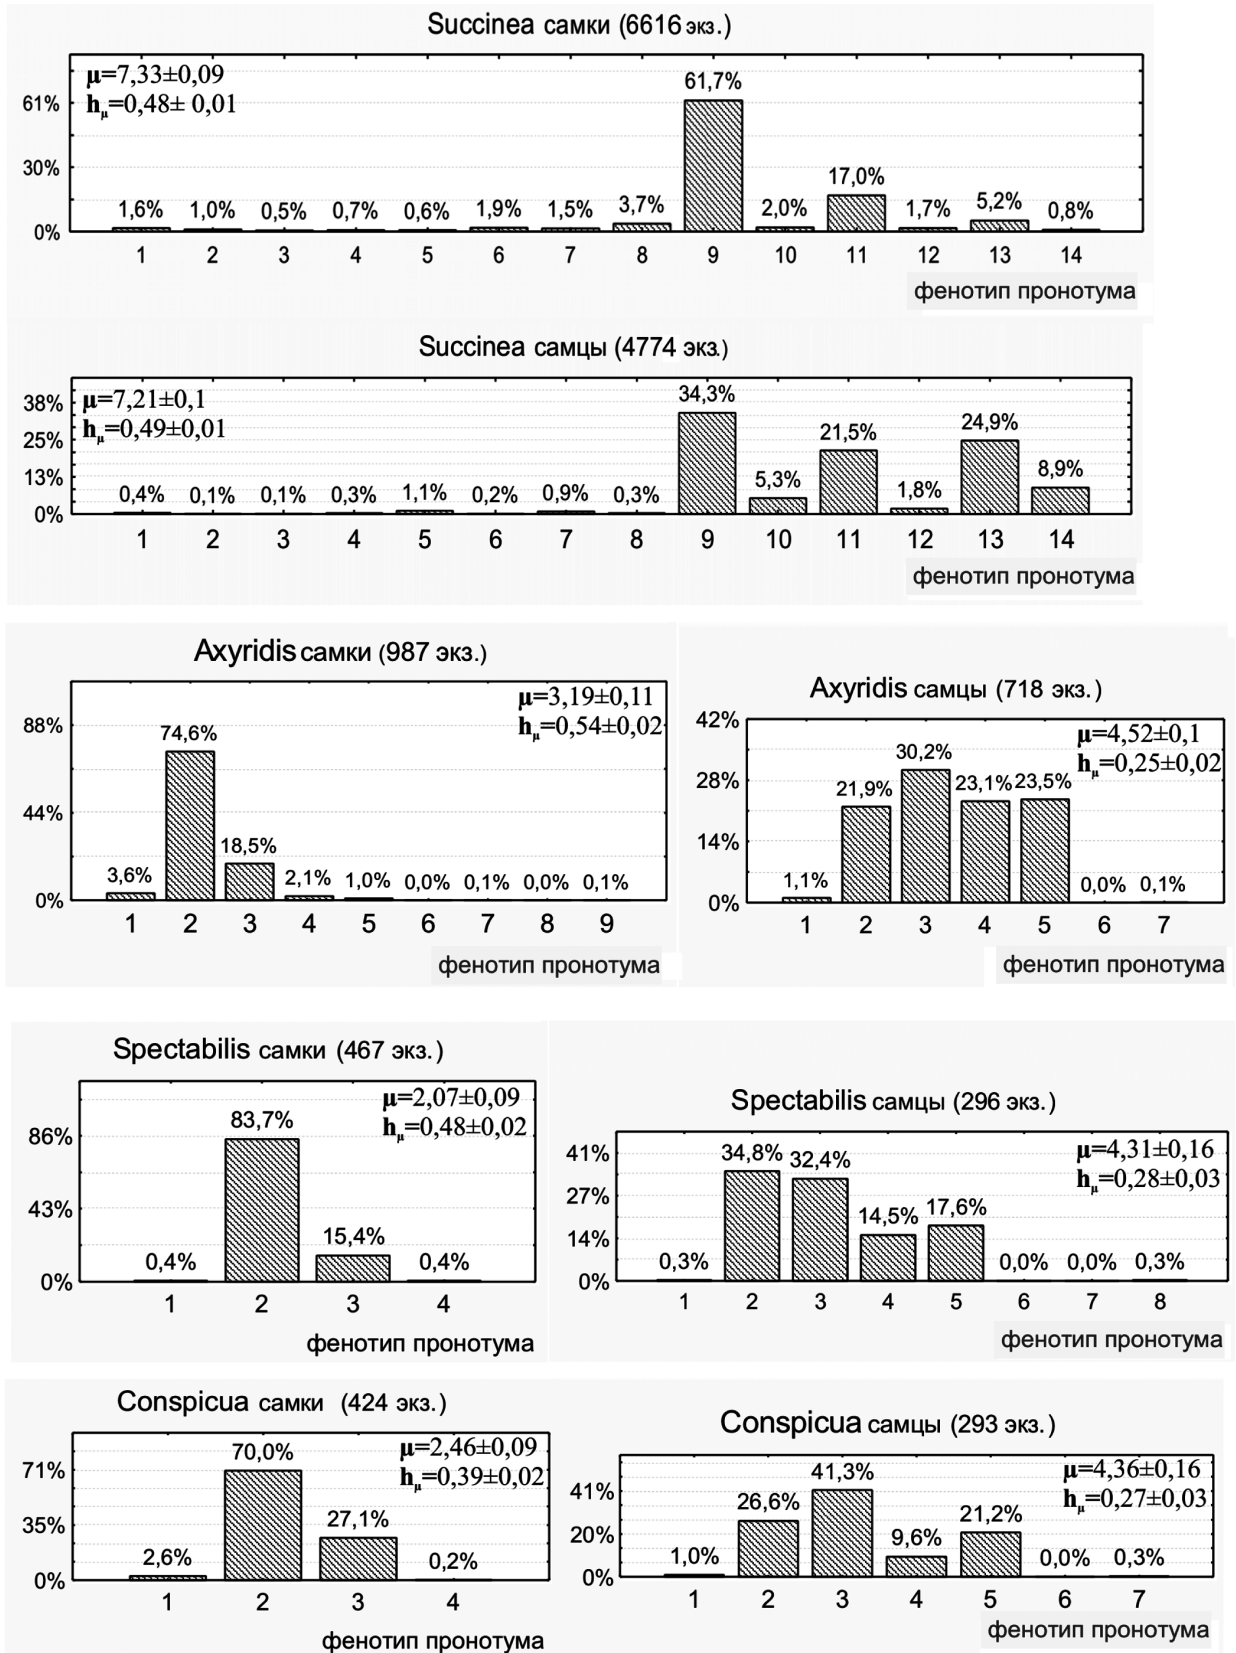 Succinea самки (6616 экз.)
μ=7,33±0,09
hμ=0,48± 0,01
61%
30%
0%
1,6% 1,0% 0,5% 0,7% 0,6% 1,9% 1,5% 3,7% 61,7% 2,0% 17,0% 1,7% 5,2% 0,8%
1 2 3 4 5 6 7 8 9 10 11 12 13 14
фенотип пронотума
Succinea самцы (4774 экз.)
μ=7,21±0,1
hμ=0,49±0,01
38%
25%
13%
0%
0,4% 0,1% 0,1% 0,3% 1,1% 0,2% 0,9% 0,3% 34,3% 5,3% 21,5% 1,8% 24,9% 8,9%
1 2 3 4 5 6 7 8 9 10 11 12 13 14
фенотип пронотума
Axyridis самки (987 экз.)
μ=3,19±0,11
hμ=0,54±0,02
88%
44%
0%
3,6% 74,6% 18,5% 2,1% 1,0% 0,0% 0,1% 0,0% 0,1%
1 2 3 4 5 6 7 8 9
фенотип пронотума
Axyridis самцы (718 экз.)
μ=4,52±0,1
hμ=0,25±0,02
42%
28%
14%
0%
1,1% 21,9% 30,2% 23,1% 23,5% 0,0% 0,1%
1 2 3 4 5 6 7
фенотип пронотума
Spectabilis самки (467 экз.)
μ=2,07±0,09
hμ=0,48±0,02
86%
43%
0%
0,4% 83,7% 15,4% 0,4%
1 2 3 4
фенотип пронотума
Spectabilis самцы (296 экз.)
μ=4,31±0,16
hμ=0,28±0,03
41%
27%
14%
0%
0,3% 34,8% 32,4% 14,5% 17,6% 0,0% 0,0% 0,3%
1 2 3 4 5 6 7 8
фенотип пронотума
Conspicua самки (424 экз.)
μ=2,46±0,09
hμ=0,39±0,02
71%
35%
0%
2,6% 70,0% 27,1% 0,2%
1 2 3 4
фенотип пронотума
Conspicua самцы (293 экз.)
μ=4,36±0,16
hμ=0,27±0,03
41%
20%
0%
1,0% 26,6% 41,3% 9,6% 21,2% 0,0% 0,3%
1 2 3 4 5 6 7
фенотип пронотума